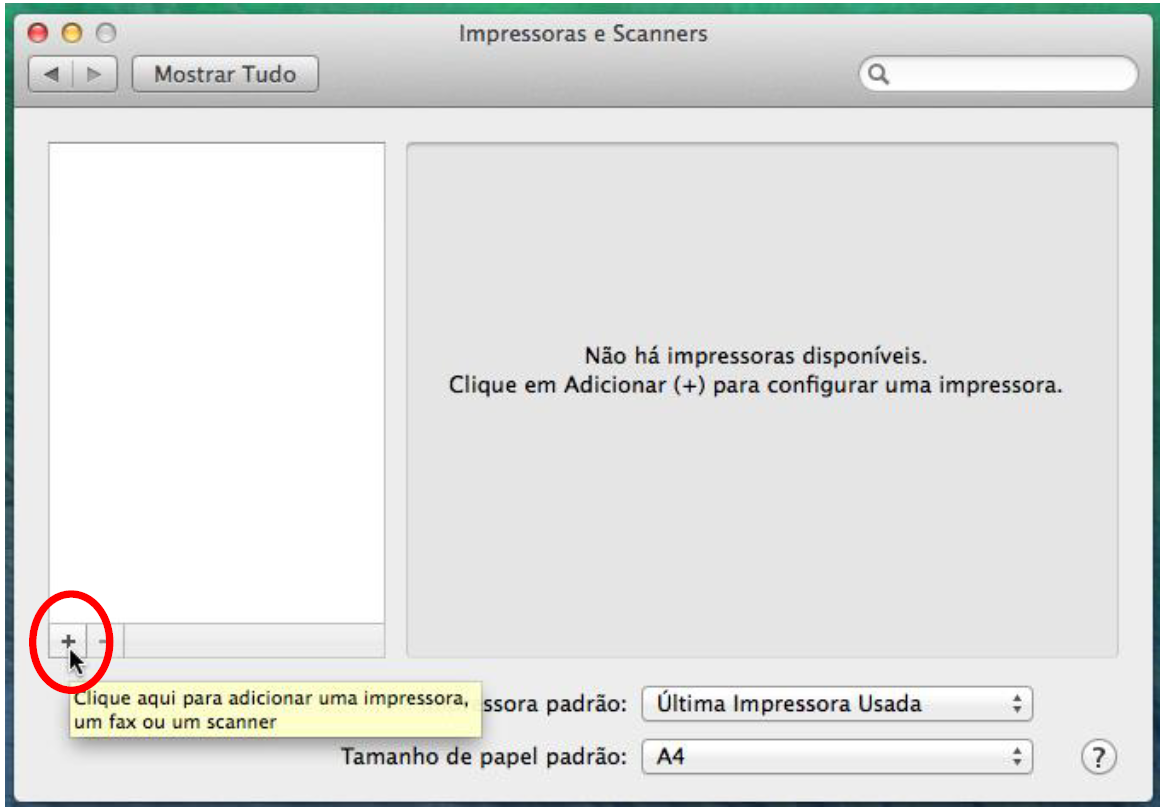 Impressoras e Scanners
Mostrar Tudo
Não há impressoras disponíveis.
Clique em Adicionar (+) para configurar uma impressora.
+ -
Clique aqui para adicionar uma impressora,
um fax ou um scanner
ssora padrão: Última Impressora Usada
Tamanho de papel padrão: A4 ?